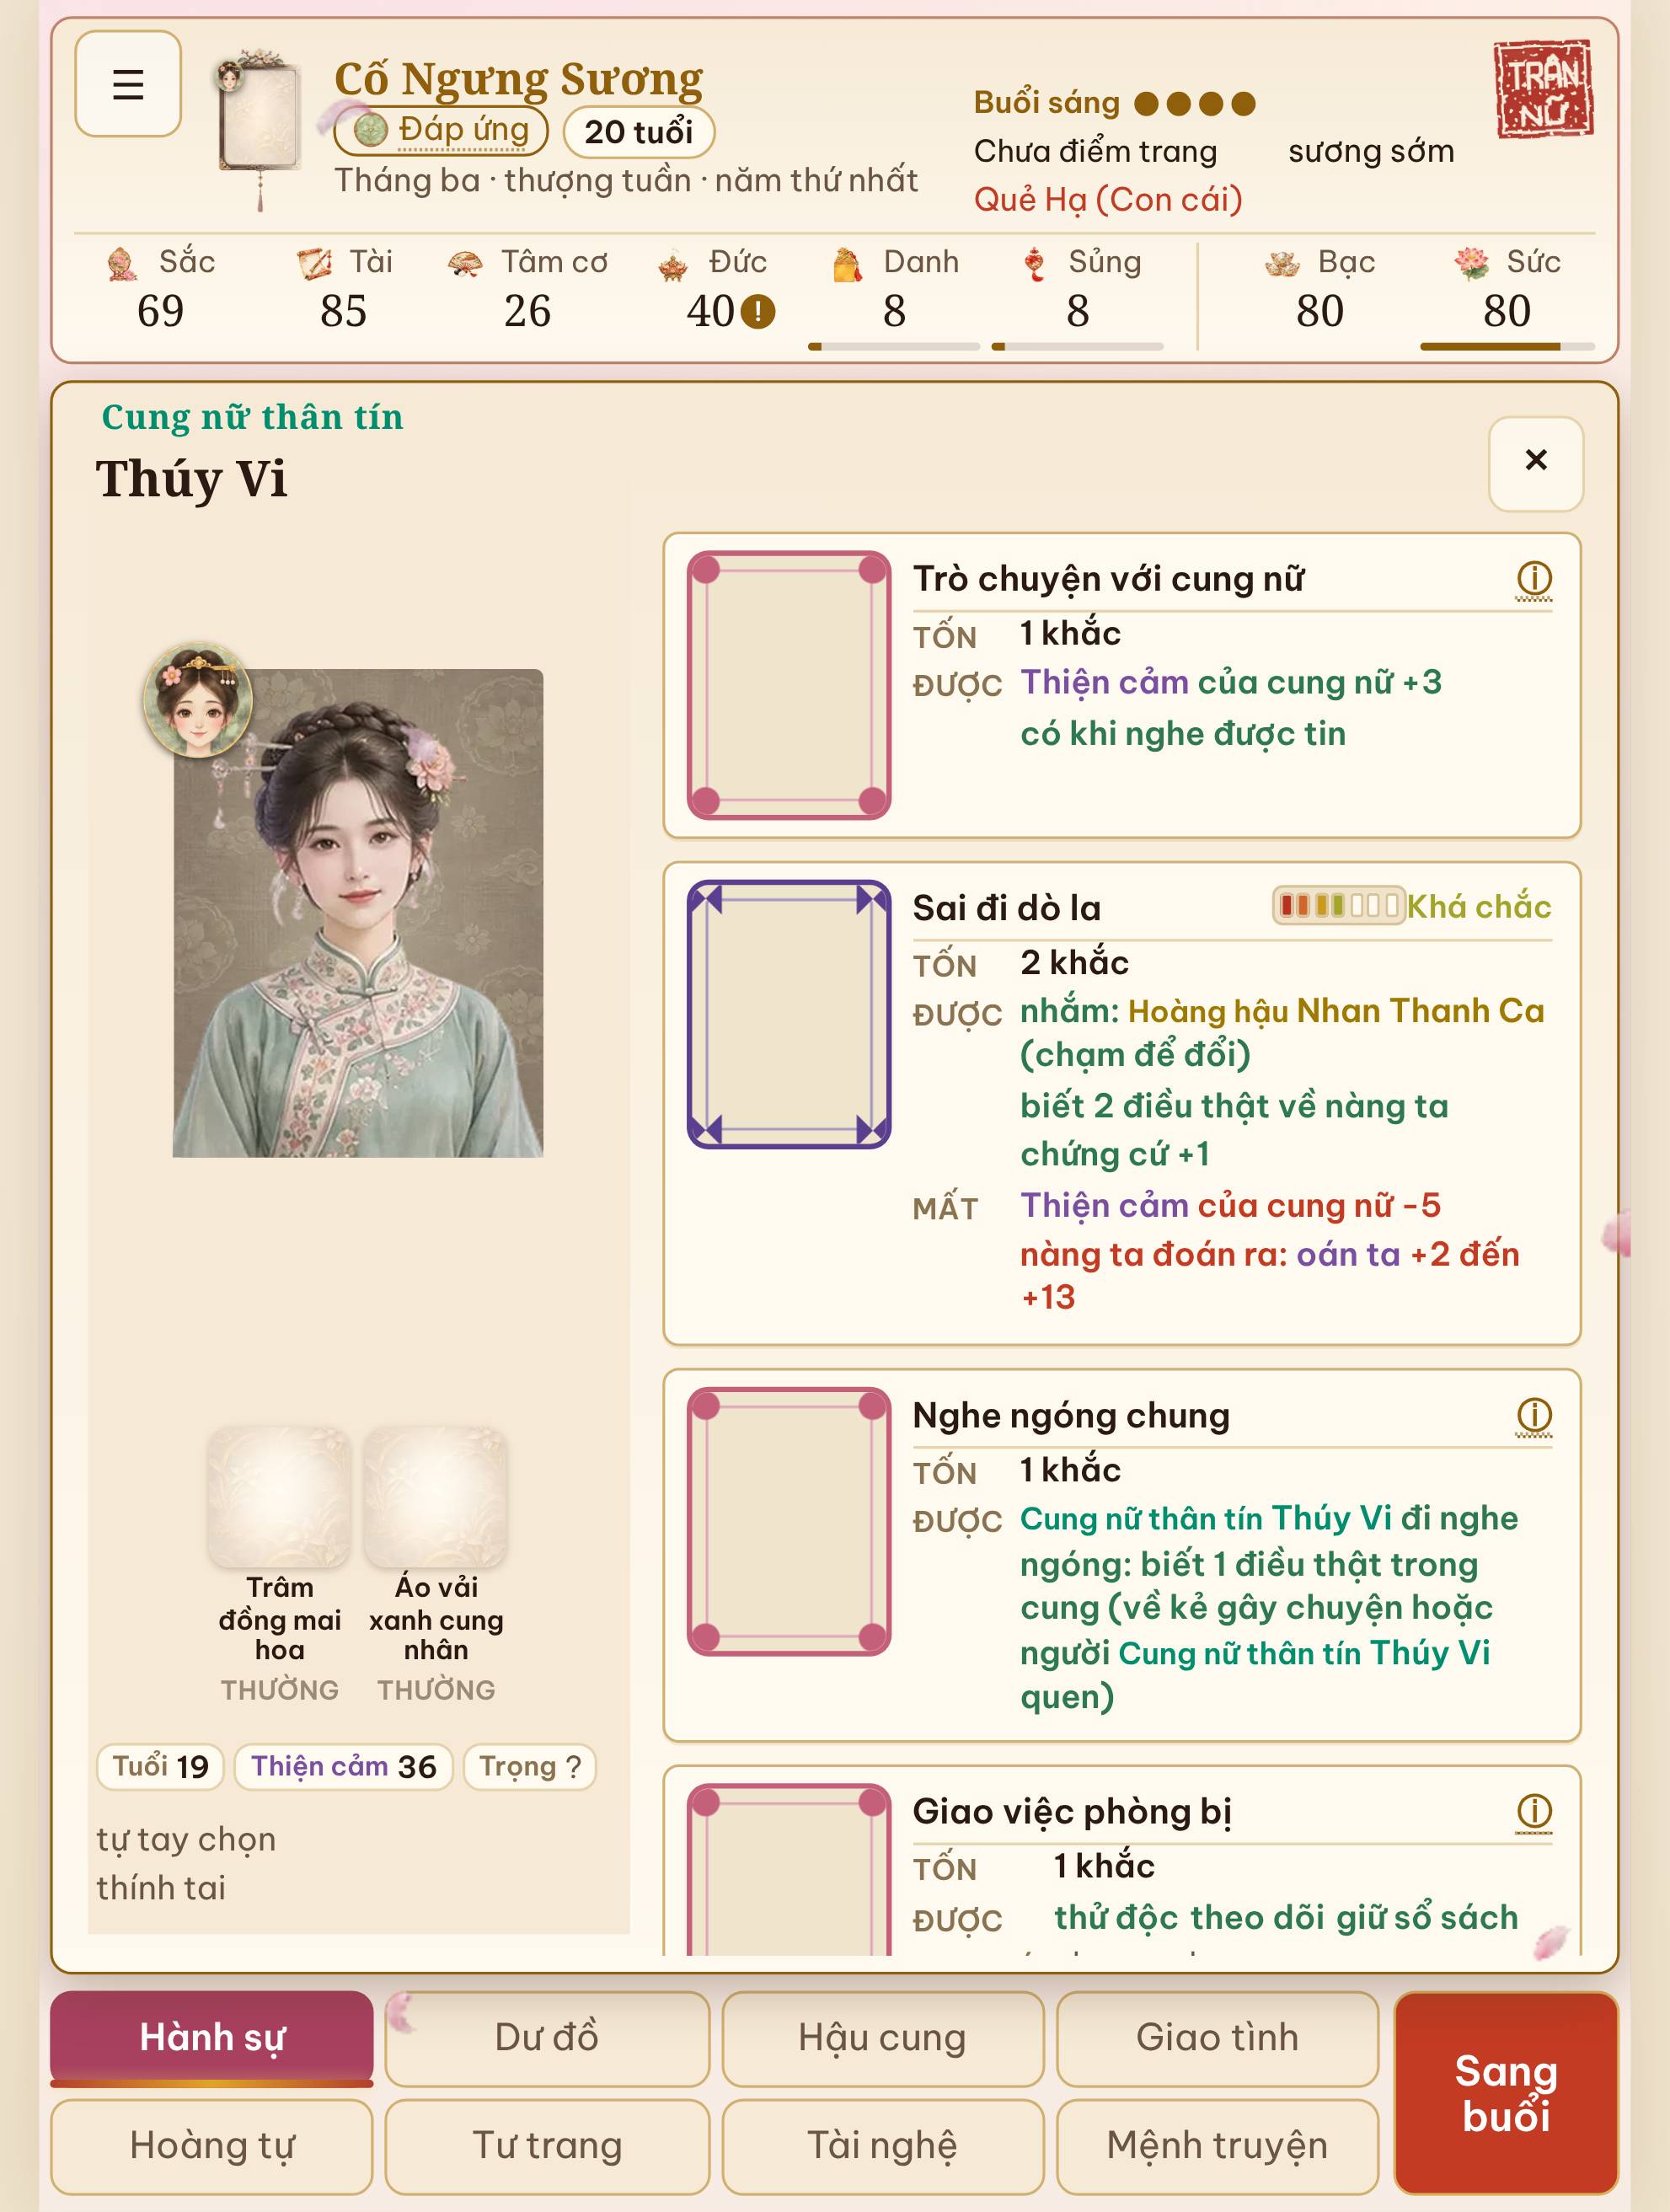 ☰
Cố Ngưng Sương
Đáp ứng
20 tuổi
Tháng ba · thượng tuần · năm thứ nhất
Buổi sáng
Chưa điểm trang
sương sớm
Quẻ Hạ (Con cái)
TRÂN
NỮ
Sắc
69
Tài
85
Tâm cơ
26
Đức
40 !
Danh
8
Sủng
8
Bạc
80
Sức
80
Cung nữ thân tín
Thúy Vi
×
Trâm
đồng mai
hoa
THƯỜNG
Áo vải
xanh cung
nhân
THƯỜNG
Tuổi 19
Thiện cảm 36
Trọng ?
tự tay chọn
thính tai
Trò chuyện với cung nữ
TỐN 1 khắc
ĐƯỢC Thiện cảm của cung nữ +3
có khi nghe được tin
Sai đi dò la
Khá chắc
TỐN 2 khắc
ĐƯỢC nhắm: Hoàng hậu Nhan Thanh Ca
(chạm để đổi)
biết 2 điều thật về nàng ta
chứng cứ +1
MẤT Thiện cảm của cung nữ -5
nàng ta đoán ra: oán ta +2 đến
+13
Nghe ngóng chung
TỐN 1 khắc
ĐƯỢC Cung nữ thân tín Thúy Vi đi nghe
ngóng: biết 1 điều thật trong
cung (về kẻ gây chuyện hoặc
người Cung nữ thân tín Thúy Vi
quen)
Giao việc phòng bị
TỐN 1 khắc
ĐƯỢC thử độc theo dõi giữ sổ sách
Hành sự
Dư đồ
Hậu cung
Giao tình
Hoàng tự
Tư trang
Tài nghệ
Mệnh truyện
Sang
buổi